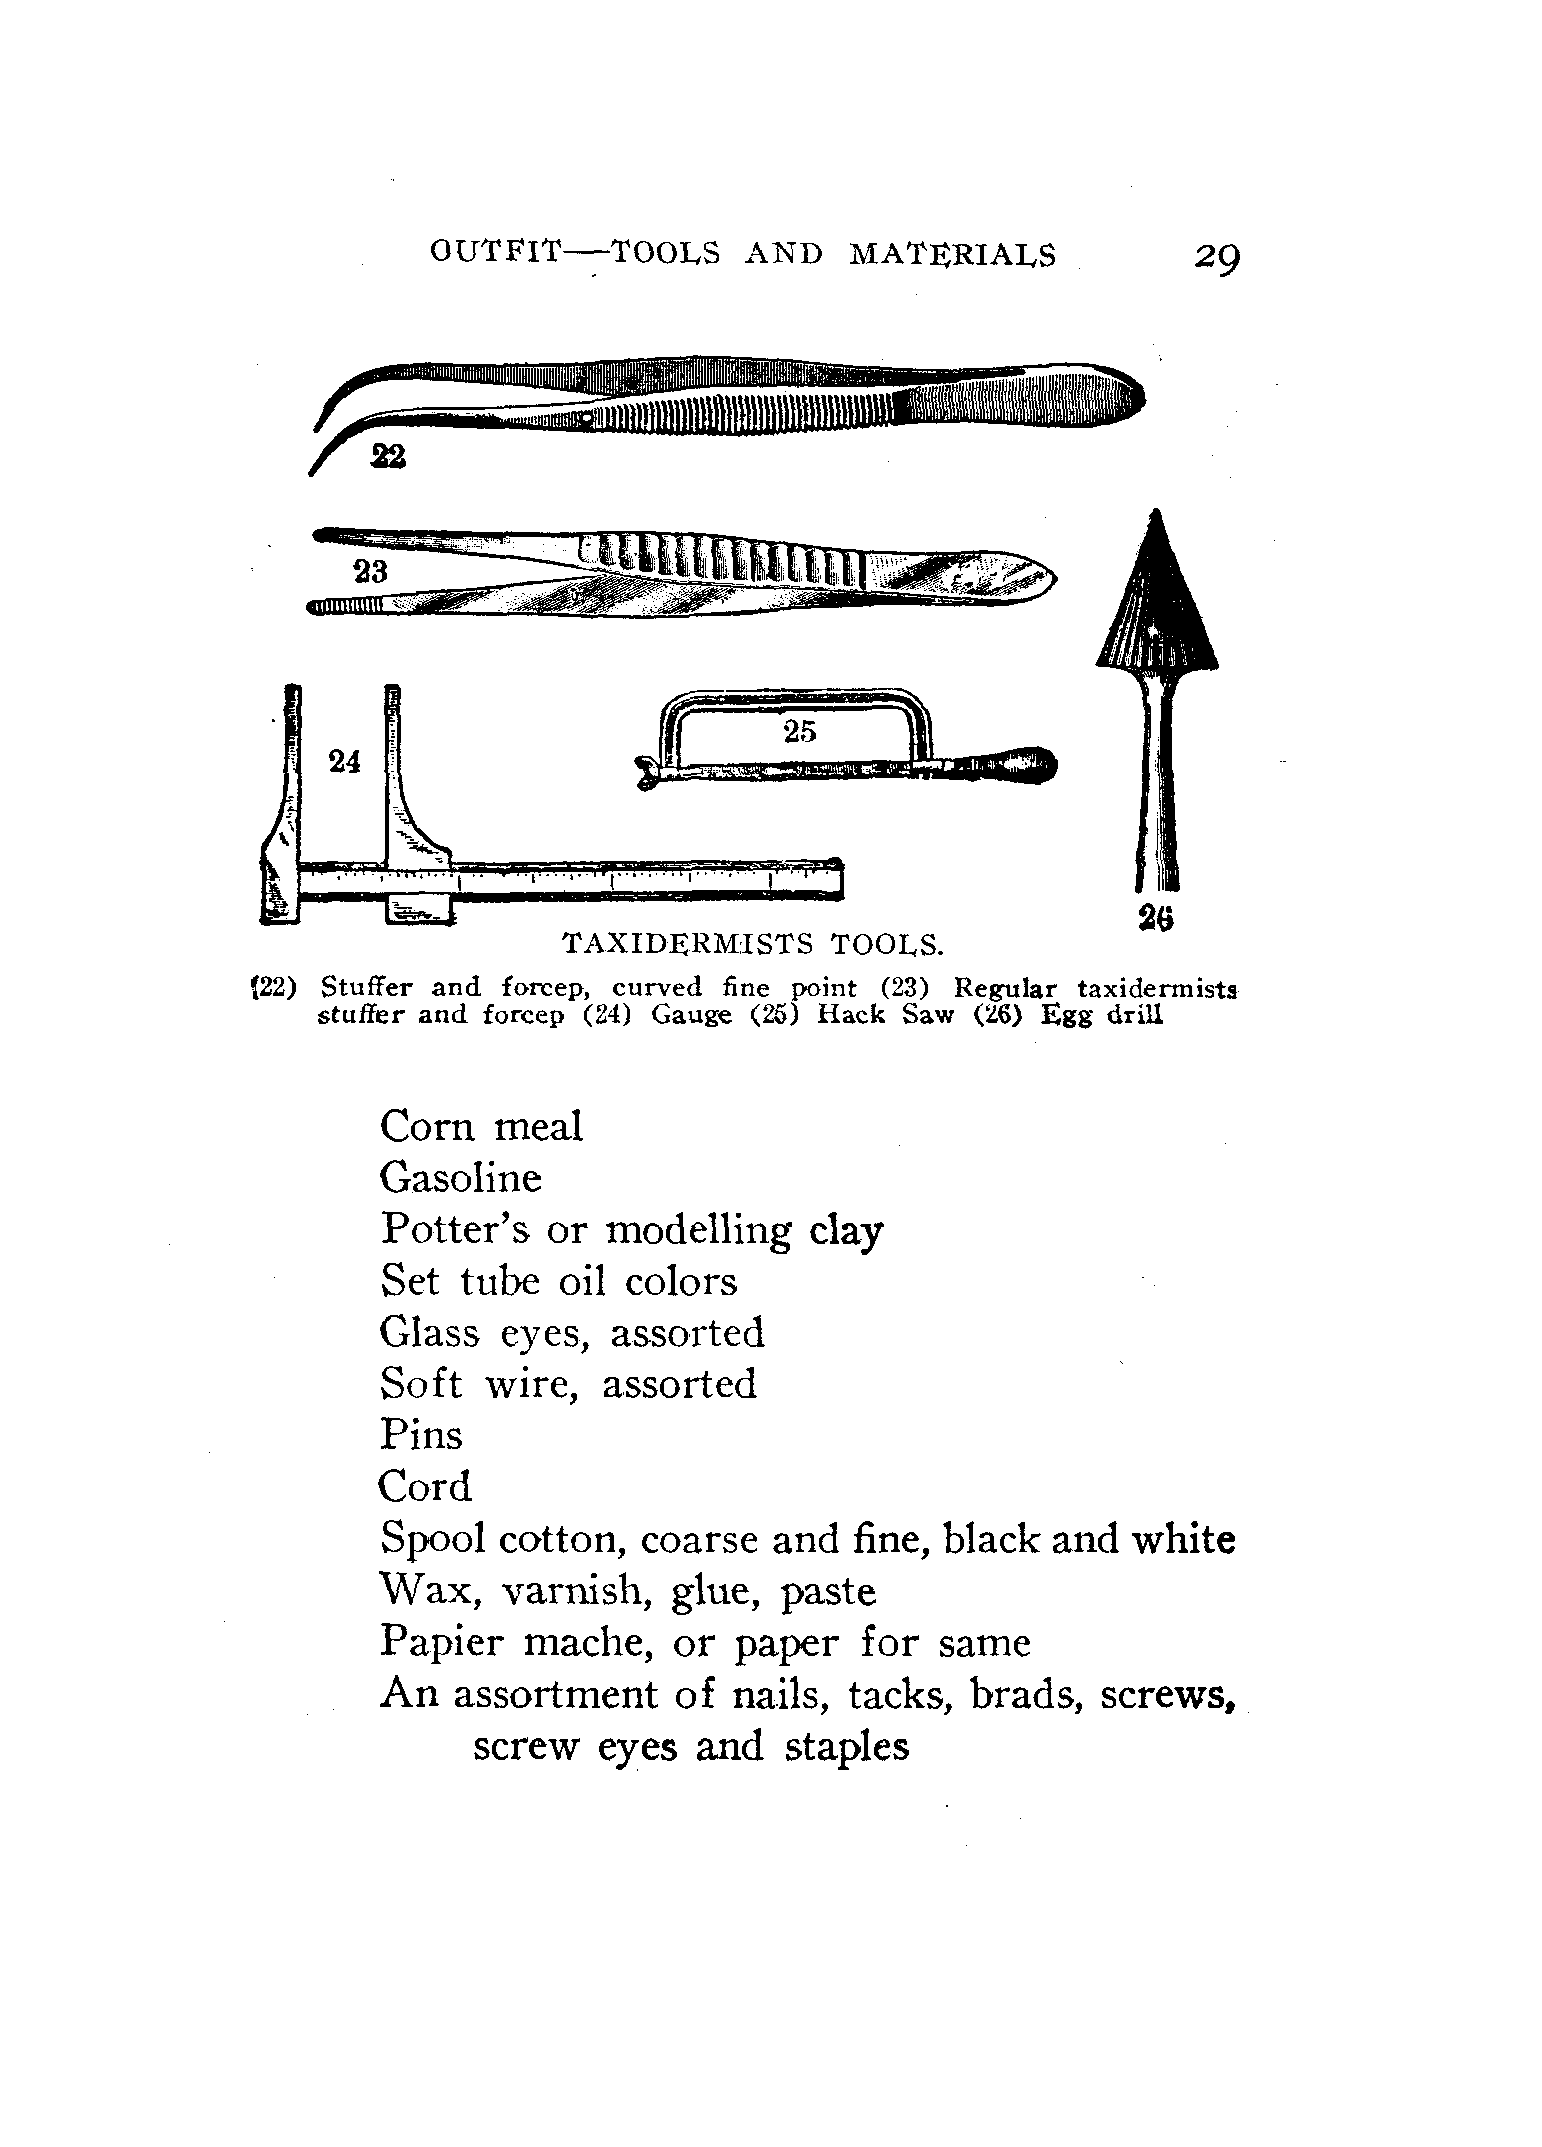 OUTFIT—TOOLS AND MATERIALS 29
22
23
24
25
26
TAXIDERMISTS TOOLS.
(22) Stuffer and forcep, curved fine point (23) Regular taxidermists
stuffer and forcep (24) Gauge (25) Hack Saw (26) Egg drill
Corn meal
Gasoline
Potter's or modelling clay
Set tube oil colors
Glass eyes, assorted
Soft wire, assorted
Pins
Cord
Spool cotton, coarse and fine, black and white
Wax, varnish, glue, paste
Papier mache, or paper for same
An assortment of nails, tacks, brads, screws,
screw eyes and staples